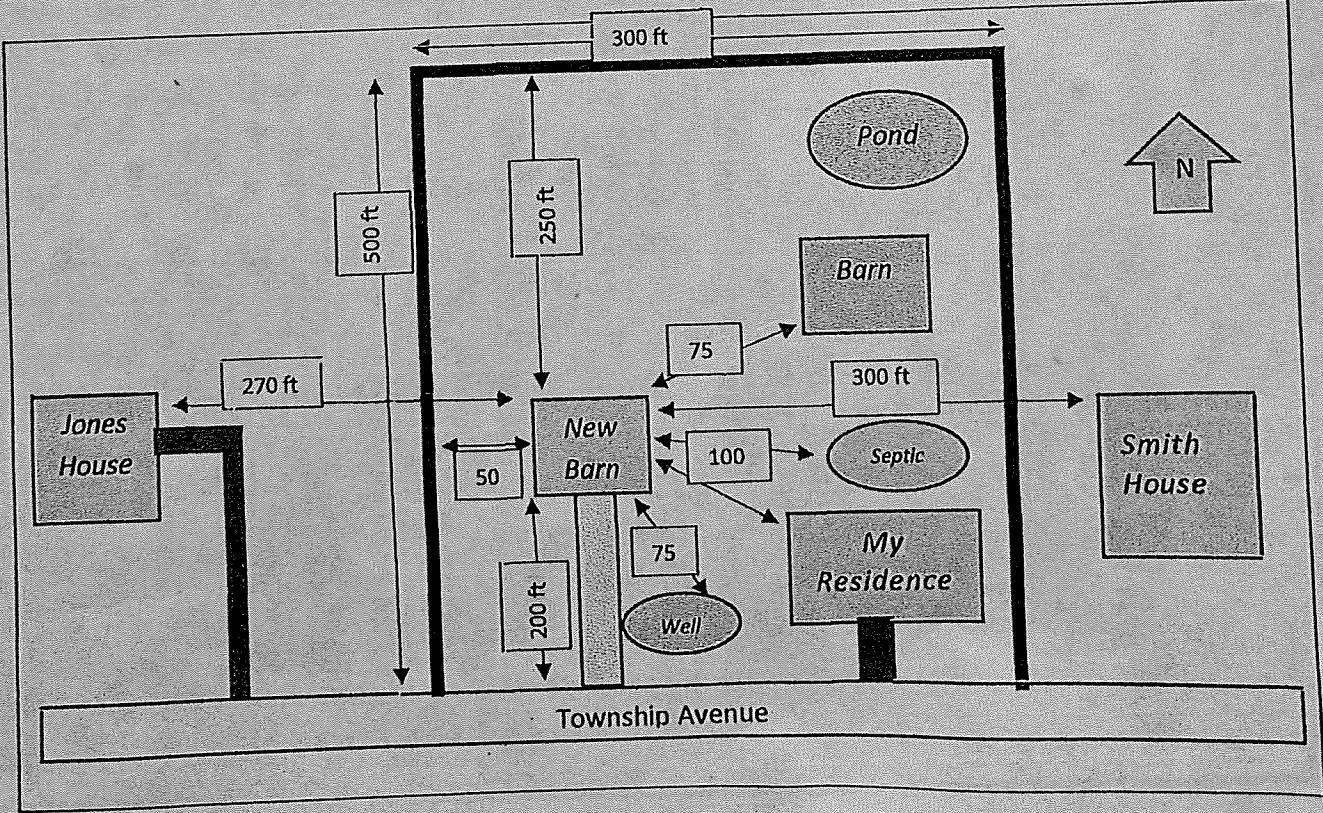 300 ft
Pond
N
500 ft
250 ft
Barn
75
270 ft
300 ft
Jones
House
New
Barn
50
100
Septic
Smith
House
75
My
Residence
200 ft
Well
Township Avenue